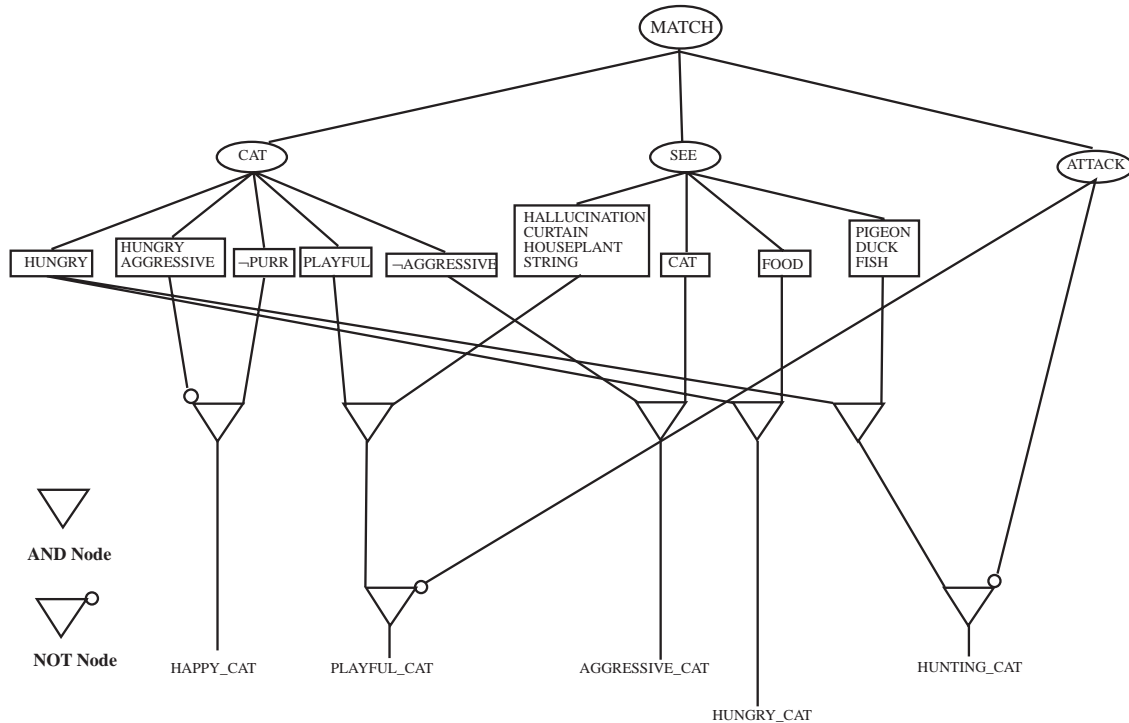 MATCH
CAT
SEE
ATTACK
HUNGRY
HUNGRY
AGGRESSIVE
¬PURR
PLAYFUL
¬AGGRESSIVE
HALLUCINATION
CURTAIN
HOUSEPLANT
STRING
CAT
FOOD
PIGEON
DUCK
FISH
AND Node
NOT Node
HAPPY_CAT
PLAYFUL_CAT
AGGRESSIVE_CAT
HUNTING_CAT
HUNGRY_CAT